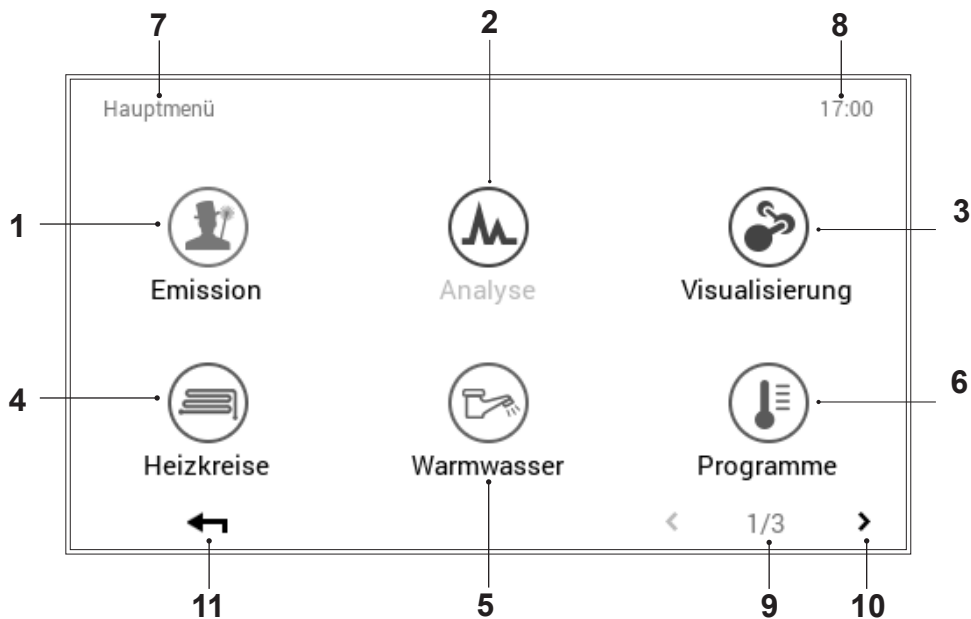 7 2 8
Hauptmenü 17:00
1 3
Emission Analyse Visualisierung
4 6
Heizkreise Warmwasser Programme
< 1/3 >
11 5 9 10